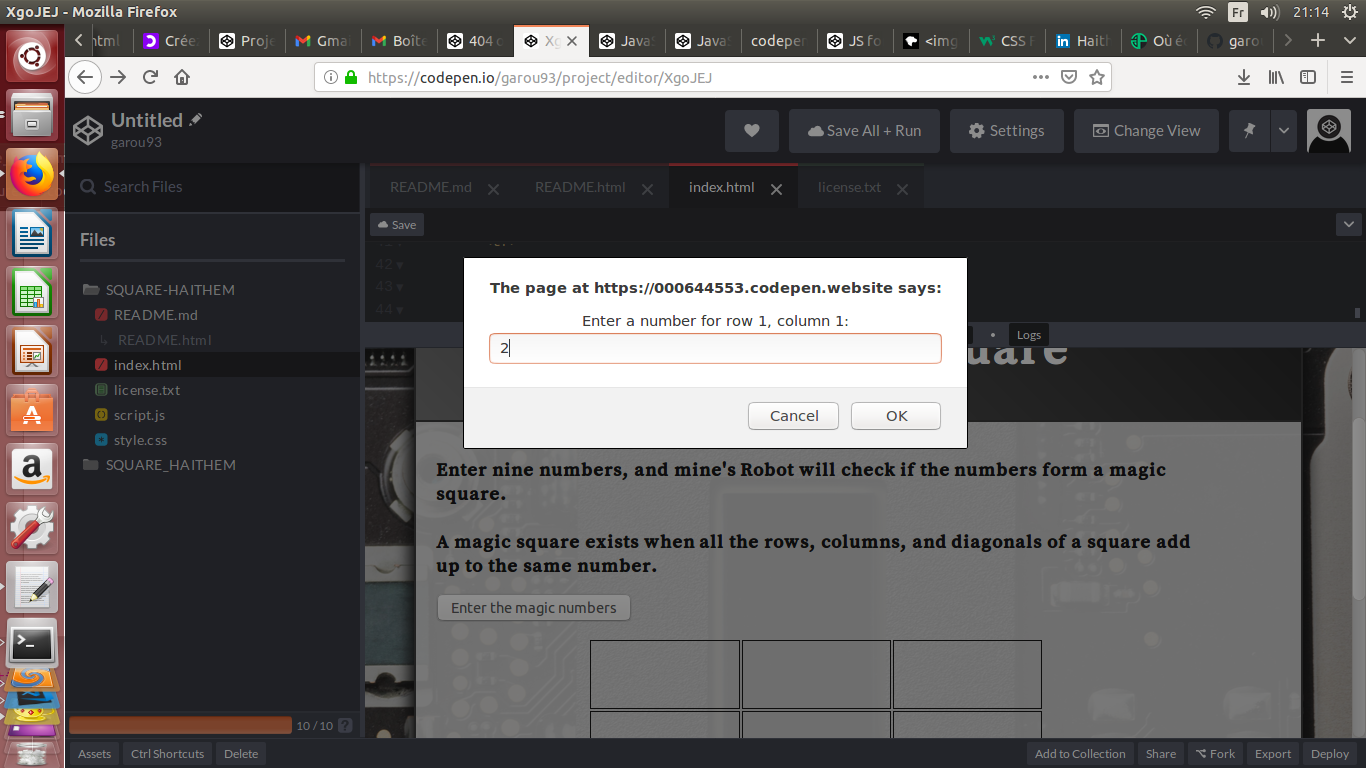 XgoJEJ - Mozilla Firefox
Fr
21:14
html
Crée
Proje
Gma
Boîte
404
Xg
JavaS
JavaS
codepen
JS fo
<img
CSS F
Haith
Où é
garo
https://codepen.io/garou93/project/editor/XgoJEJ
Untitled
garou93
Save All + Run
Settings
Change View
Search Files
README.md
README.html
index.html
license.txt
Save
Files
42
43
44
SQUARE-HAITHEM
README.md
README.html
index.html
license.txt
script.js
style.css
SQUARE_HAITHEM
The page at https://000644553.codepen.website says:
Enter a number for row 1, column 1:
2
Cancel
OK
Logs
Enter nine numbers, and mine's Robot will check if the numbers form a magic
square.
A magic square exists when all the rows, columns, and diagonals of a square add
up to the same number.
Enter the magic numbers
10 / 10
?
Assets
Ctrl Shortcuts
Delete
Add to Collection
Share
Fork
Export
Deploy